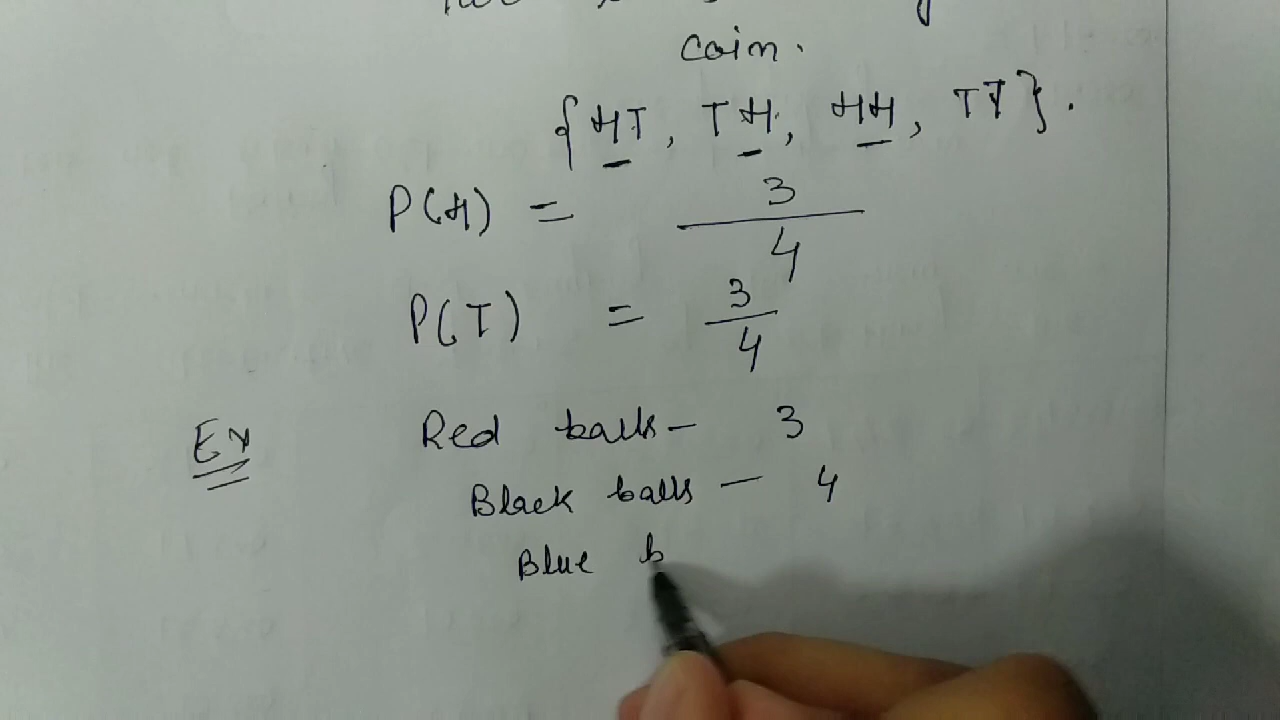 coin.
{HT, TH, HH, TT}.
P(H) = 3/4
P(T) = 3/4
Ex Red balls - 3
Black balls - 4
Blue b